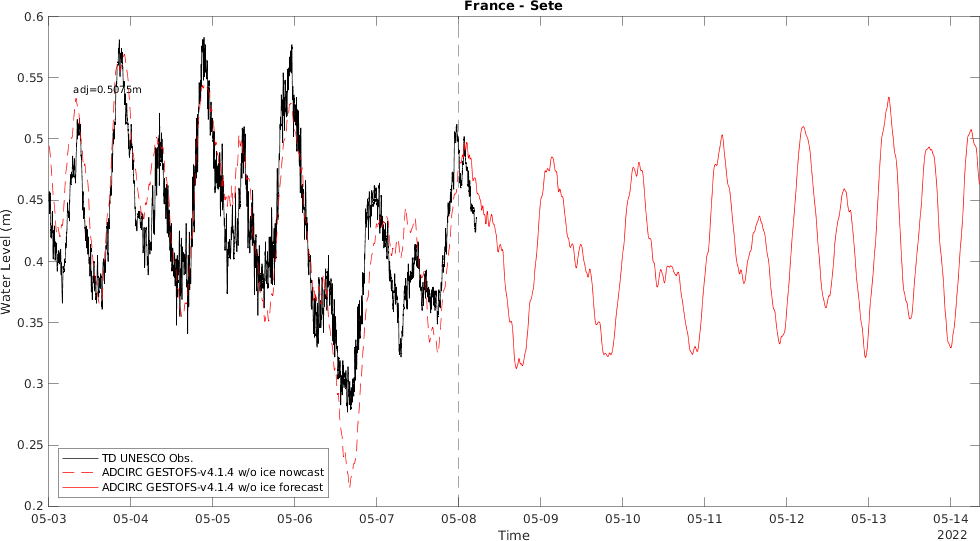 France - Sete
0.6
0.55
0.5
0.45
0.4
0.35
0.3
0.25
0.2
Water Level (m)
adj=0.5075m
TD UNESCO Obs.
ADCIRC GESTOFS-v4.1.4 w/o ice nowcast
ADCIRC GESTOFS-v4.1.4 w/o ice forecast
05-03 05-04 05-05 05-06 05-07 05-08 05-09 05-10 05-11 05-12 05-13 05-14
Time
2022